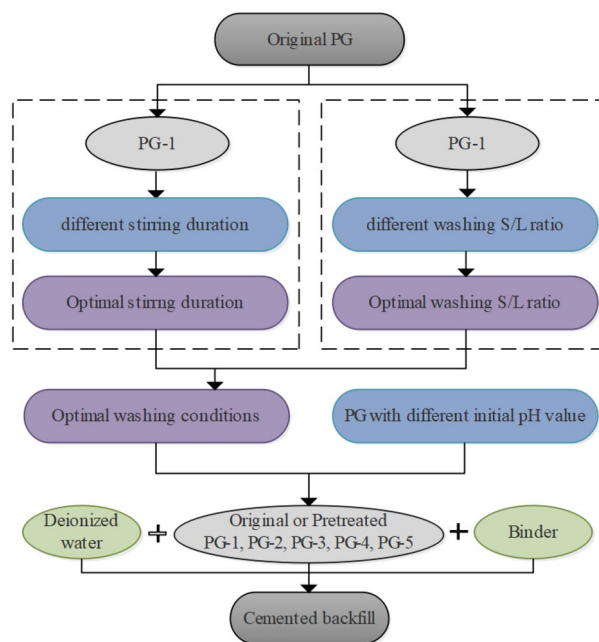 Original PG
PG-1
PG-1
different stirring duration
different washing S/L ratio
Optimal stirrng duration
Optimal washing S/L ratio
Optimal washing conditions
PG with different initial pH value
Deionized
water
+
Original or Pretreated
PG-1, PG-2, PG-3, PG-4, PG-5
+
Binder
Cemented backfill